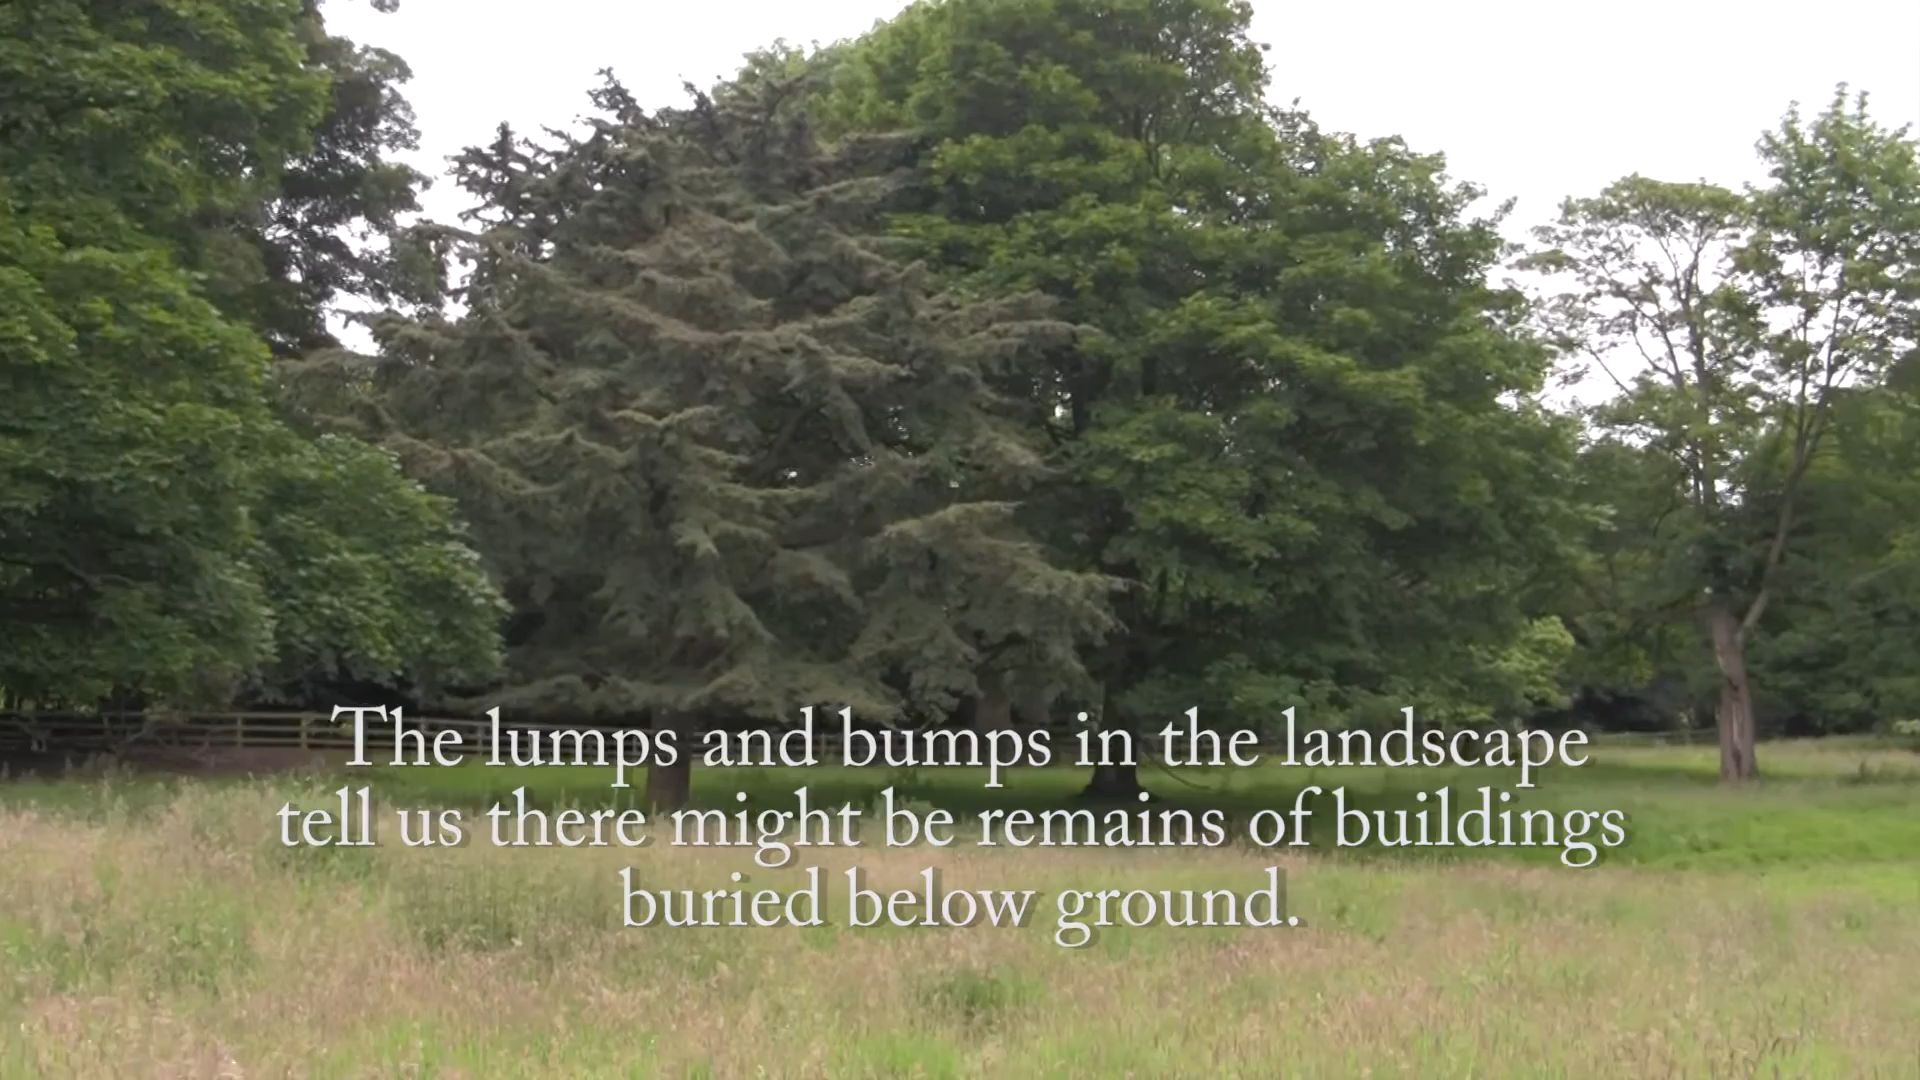 The lumps and bumps in the landscape
tell us there might be remains of buildings
buried below ground.